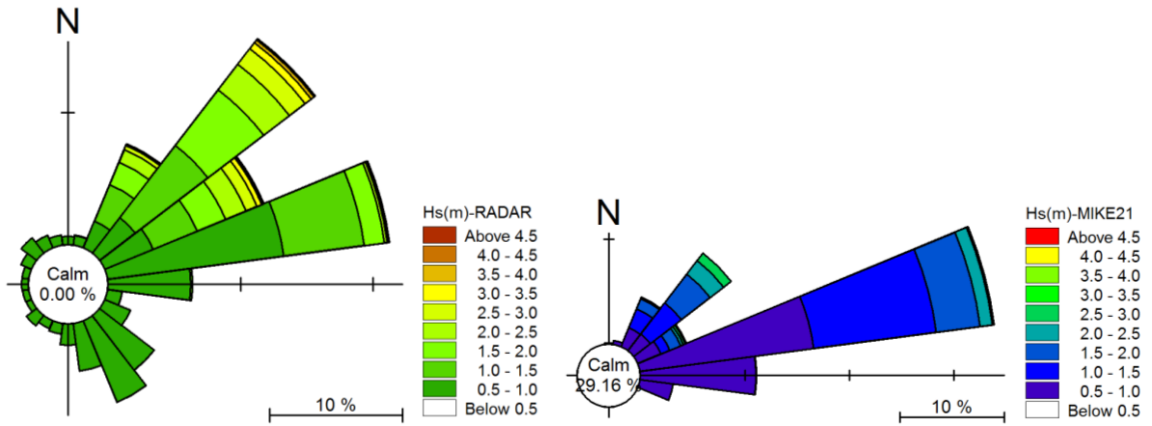 N
Calm
0.00 %
10 %
Hs(m)-RADAR
Above 4.5
4.0 - 4.5
3.5 - 4.0
3.0 - 3.5
2.5 - 3.0
2.0 - 2.5
1.5 - 2.0
1.0 - 1.5
0.5 - 1.0
Below 0.5
N
Calm
29.16 %
10 %
Hs(m)-MIKE21
Above 4.5
4.0 - 4.5
3.5 - 4.0
3.0 - 3.5
2.5 - 3.0
2.0 - 2.5
1.5 - 2.0
1.0 - 1.5
0.5 - 1.0
Below 0.5